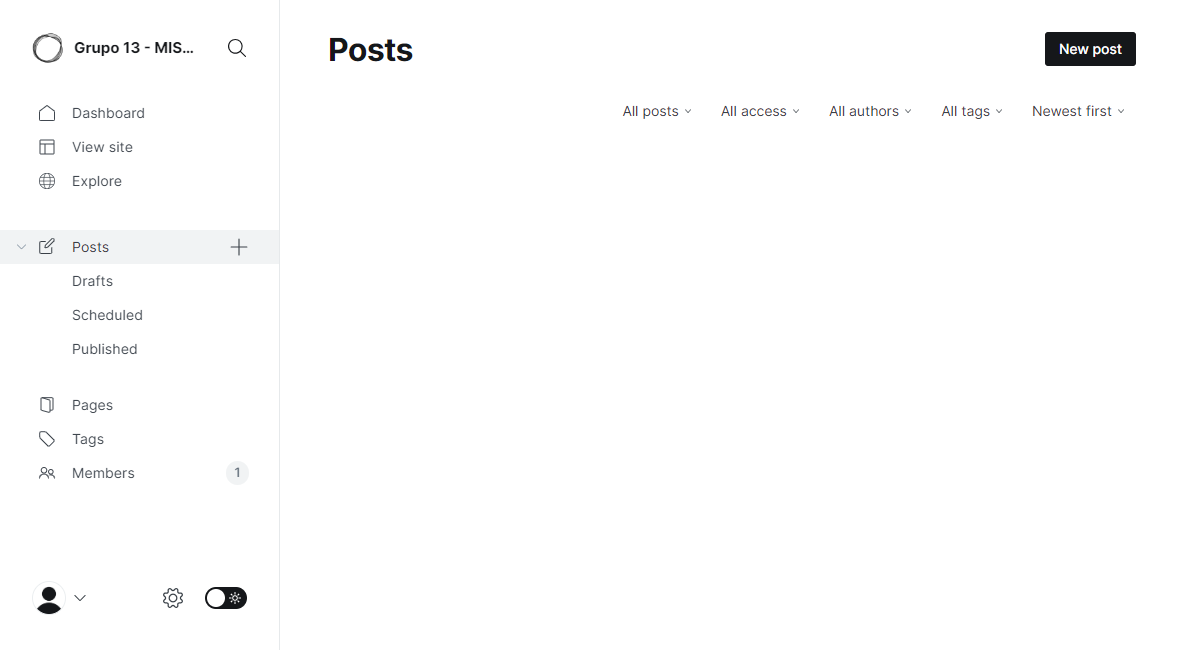 Grupo 13 - MIS...
Dashboard
View site
Explore
Posts
Drafts
Scheduled
Published
Pages
Tags
Members 1
Posts
New post
All posts All access All authors All tags Newest first